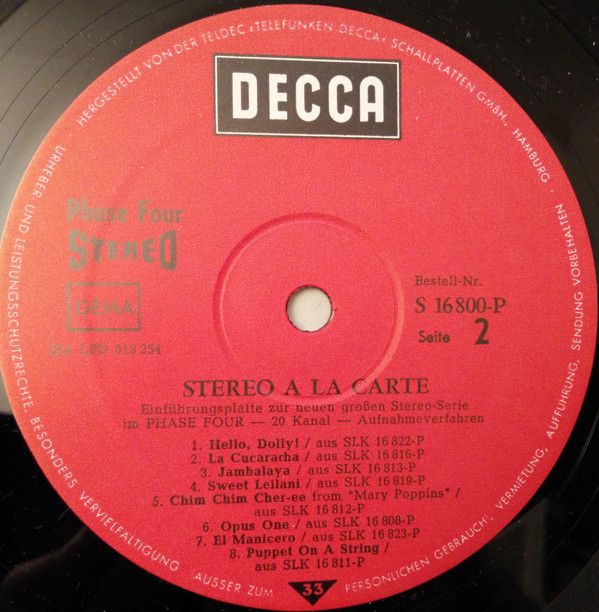 HERGESTELLT VON DER TELDEC »TELEFUNKEN DECCA« SCHALLPLATTEN GMBH., HAMBURG •
DECCA
Phase Four
STEREO
GEMA
25A LPD 013 254
Bestell-Nr.
S 16 800-P
Seite 2
STEREO A LA CARTE
Einführungsplatte zur neuen großen Stereo-Serie
im PHASE FOUR — 20 Kanal — Aufnahmeverfahren
1. Hello, Dolly! / aus SLK 16 822-P
2. La Cucaracha / aus SLK 16 816-P
3. Jambalaya / aus SLK 16 813-P
4. Sweet Leilani / aus SLK 16 819-P
5. Chim Chim Cher-ee from "Mary Poppins" /
aus SLK 16 812-P
6. Opus One / aus SLK 16 808-P
7. El Manicero / aus SLK 16 823-P
8. Puppet On A String /
aus SLK 16 811-P
33
URHEBER UND LEISTUNGSSCHUTZRECHTE, BESONDERS VERVIELFÄLTIGUNG (AUSSER ZUM PERSÖNLICHEN GEBRAUCH), VERMIETUNG, AUFFÜHRUNG, SENDUNG VORBEHALTEN